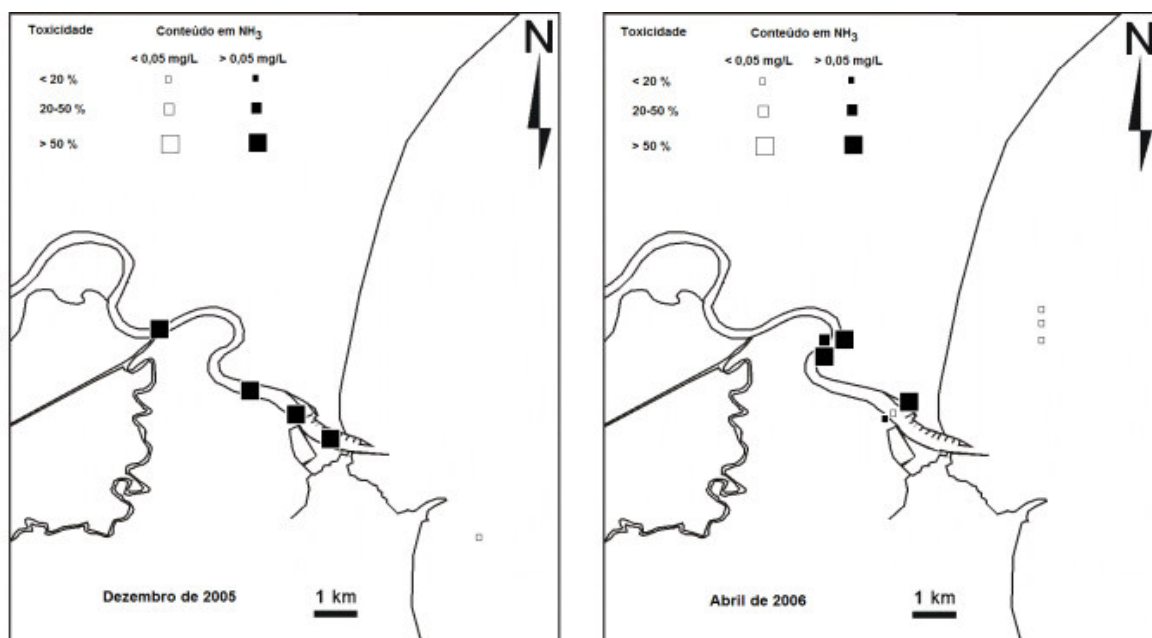 Toxicidade Conteúdo em NH3
< 0,05 mg/L > 0,05 mg/L
< 20 %
20-50 %
> 50 %
N
Dezembro de 2005
1 km
Toxicidade Conteúdo em NH3
< 0,05 mg/L > 0,05 mg/L
< 20 %
20-50 %
> 50 %
N
Abril de 2006
1 km